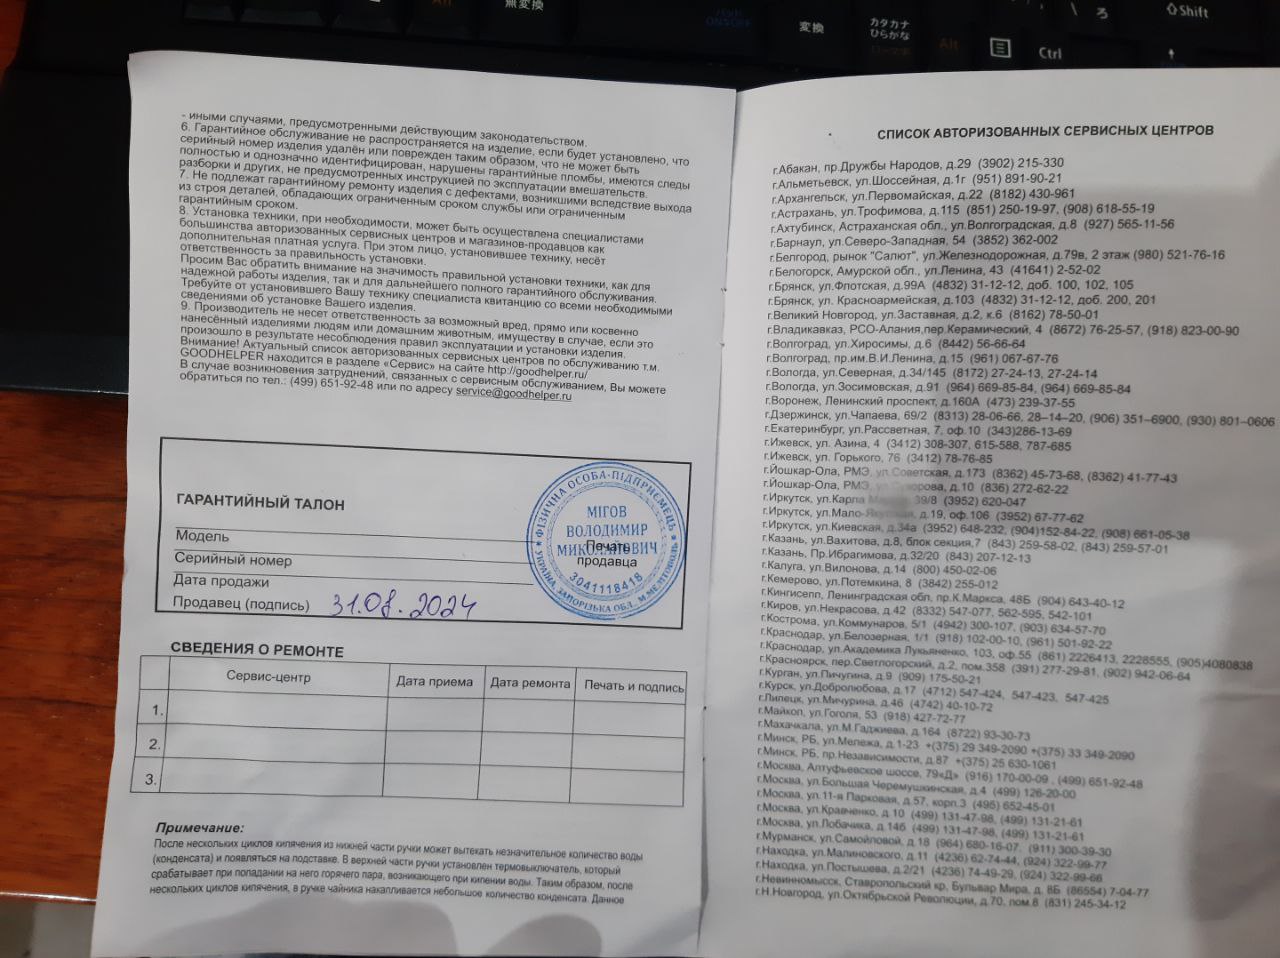 無変換
Alt
変換
カタカナ
ひらがな
Alt
Ctrl
\ ろ
⇧Shift
- иными случаями, предусмотренными действующим законодательством.
6. Гарантийное обслуживание не распространяется на изделие, если будет установлено, что
серийный номер изделия удалён или поврежден таким образом, что не может быть
полностью и однозначно идентифицирован, нарушены гарантийные пломбы, имеются следы
разборки и других, не предусмотренных инструкцией по эксплуатации вмешательств.
7. Не подлежат гарантийному ремонту изделия с дефектами, возникшими вследствие выхода
из строя деталей, обладающих ограниченным сроком службы или ограниченным
гарантийным сроком.
8. Установка техники, при необходимости, может быть осуществлена специалистами
большинства авторизованных сервисных центров и магазинов-продавцов как
дополнительная платная услуга. При этом лицо, установившее технику, несёт
ответственность за правильность установки.
Просим Вас обратить внимание на значимость правильной установки техники, как для
надежной работы изделия, так и для дальнейшего полного гарантийного обслуживания.
Требуйте от установившего Вашу технику специалиста квитанцию со всеми необходимыми
сведениями об установке Вашего изделия.
9. Производитель не несет ответственность за возможный вред, прямо или косвенно
нанесённый изделиями людям или домашним животным, имуществу в случае, если это
произошло в результате несоблюдения правил эксплуатации и установки изделия.
Внимание! Актуальный список авторизованных сервисных центров по обслуживанию т.м.
GOODHELPER находится в разделе «Сервис» на сайте http://goodhelper.ru/
В случае возникновения затруднений, связанных с сервисным обслуживанием, Вы можете
обратиться по тел.: (499) 651-92-48 или по адресу service@goodhelper.ru
ГАРАНТИЙНЫЙ ТАЛОН
Модель
Серийный номер
Дата продажи
Продавец (подпись) 31.08.2024
Печать
продавца
ФІЗИЧНА ОСОБА-ПІДПРИЄМЕЦЬ
МІГОВ
ВОЛОДИМИР
МИКОЛАЙОВИЧ
3041118418
УКРАЇНА, ЗАПОРІЗЬКА ОБЛ., М.МЕЛІТОПОЛЬ
СВЕДЕНИЯ О РЕМОНТЕ
Сервис-центр Дата приема Дата ремонта Печать и подпись
1.
2.
3.
Примечание:
После нескольких циклов кипячения из нижней части ручки может вытекать незначительное количество воды
(конденсата) и появляться на подставке. В верхней части ручки установлен термовыключатель, который
срабатывает при попадании на него горячего пара, возникающего при кипении воды. Таким образом, после
нескольких циклов кипячения, в ручке чайника накапливается небольшое количество конденсата. Данное
СПИСОК АВТОРИЗОВАННЫХ СЕРВИСНЫХ ЦЕНТРОВ
г.Абакан, пр.Дружбы Народов, д.29 (3902) 215-330
г.Альметьевск, ул.Шоссейная, д.1г (951) 891-90-21
г.Архангельск, ул.Первомайская, д.22 (8182) 430-961
г.Астрахань, ул.Трофимова, д.115 (851) 250-19-97, (908) 618-55-19
г.Ахтубинск, Астраханская обл., ул.Волгоградская, д.8 (927) 565-11-56
г.Барнаул, ул.Северо-Западная, 54 (3852) 362-002
г.Белгород, рынок "Салют", ул.Железнодорожная, д.79в, 2 этаж (980) 521-76-16
г.Белогорск, Амурской обл., ул.Ленина, 43 (41641) 2-52-02
г.Брянск, ул.Флотская, д.99А (4832) 31-12-12, доб. 100, 102, 105
г.Брянск, ул. Красноармейская, д.103 (4832) 31-12-12, доб. 200, 201
г.Великий Новгород, ул.Заставная, д.2, к.6 (8162) 78-50-01
г.Владикавказ, РСО-Алания,пер.Керамический, 4 (8672) 76-25-57, (918) 823-00-90
г.Волгоград, ул.Хиросимы, д.6 (8442) 56-66-64
г.Волгоград, пр.им.В.И.Ленина, д.15 (961) 067-67-76
г.Вологда, ул.Северная, д.34/145 (8172) 27-24-13, 27-24-14
г.Вологда, ул.Зосимовская, д.91 (964) 669-85-84, (964) 669-85-84
г.Воронеж, Ленинский проспект, д.160А (473) 239-37-55
г.Дзержинск, ул.Чапаева, 69/2 (8313) 28-06-66, 28–14–20, (906) 351–6900, (930) 801–0606
г.Екатеринбург, ул.Рассветная, 7, оф.10 (343)286-13-69
г.Ижевск, ул. Азина, 4 (3412) 308-307, 615-588, 787-685
г.Ижевск, ул. Горького, 76 (3412) 78-76-85
г.Йошкар-Ола, РМЭ, ул.Советская, д.173 (8362) 45-73-68, (8362) 41-77-43
г.Йошкар-Ола, РМЭ, д.10 (836) 272-62-22
г.Иркутск, ул.Карла 39/8 (3952) 620-047
г.Иркутск, ул.Мало-Якутская, д.19, оф.106 (3952) 67-77-62
г.Иркутск, ул.Киевская, д.34а (3952) 648-232, (904)152-84-22, (908) 661-05-38
г.Казань, ул.Вахитова, д.8, блок секция,7 (843) 259-58-02, (843) 259-57-01
г.Казань, Пр.Ибрагимова, д.32/20 (843) 207-12-13
г.Калуга, ул.Вилонова, д.14 (800) 450-02-06
г.Кемерово, ул.Потемкина, 8 (3842) 255-012
г.Кингисепп, Ленинградская обл, пр.К.Маркса, 48Б (904) 643-40-12
г.Киров, ул.Некрасова, д.42 (8332) 547-077, 562-595, 542-101
г.Кострома, ул.Коммунаров, 5/1 (4942) 300-107, (903) 634-57-70
г.Краснодар, ул.Белозерная, 1/1 (918) 102-00-10, (961) 501-92-22
г.Краснодар, ул.Академика Лукьяненко, 103, оф.55 (861) 2226413, 2228555, (905)4080838
г.Красноярск, пер.Светлогорский, д.2, пом.358 (391) 277-29-81, (902) 942-06-64
г.Курган, ул.Пичугина, д.9 (909) 175-50-21
г.Курск, ул.Добролюбова, д.17 (4712) 547-424, 547-423, 547-425
г.Липецк, ул.Мичурина, д.46 (4742) 40-10-72
г.Майкоп, ул.Гоголя, 53 (918) 427-72-77
г.Махачкала, ул.М.Гаджиева, д.164 (8722) 93-30-73
г.Минск, РБ, ул.Мележа, д.1-23 +(375) 29 349-2090 +(375) 33 349-2090
г.Минск, РБ, пр.Независимости, д.87 +(375) 25 630-1061
г.Москва, Алтуфьевское шоссе, 79«Д» (916) 170-00-09 , (499) 651-92-48
г.Москва, ул.Большая Черемушкинская, д.4 (499) 126-20-00
г.Москва, ул.11-я Парковая, д.57, корп.3 (495) 652-45-01
г.Москва, ул.Кравченко, д.10 (499) 131-47-98, (499) 131-21-61
г.Москва, ул.Лобачика, д.14б (499) 131-47-98, (499) 131-21-61
г.Мурманск, ул.Самойловой, д.18 (964) 680-16-07, (911) 300-39-30
г.Находка, ул.Малиновского, д.11 (4236) 62-74-44, (924) 322-99-77
г.Находка, ул.Постышева, д.2/21 (4236) 74-49-29, (924) 322-99-66
г.Невинномысск, Ставропольский кр, Бульвар Мира, д. 8Б (86554) 7-04-77
г.Н.Новгород, ул.Октябрьской Революции, д.70, пом.8 (831) 245-34-12